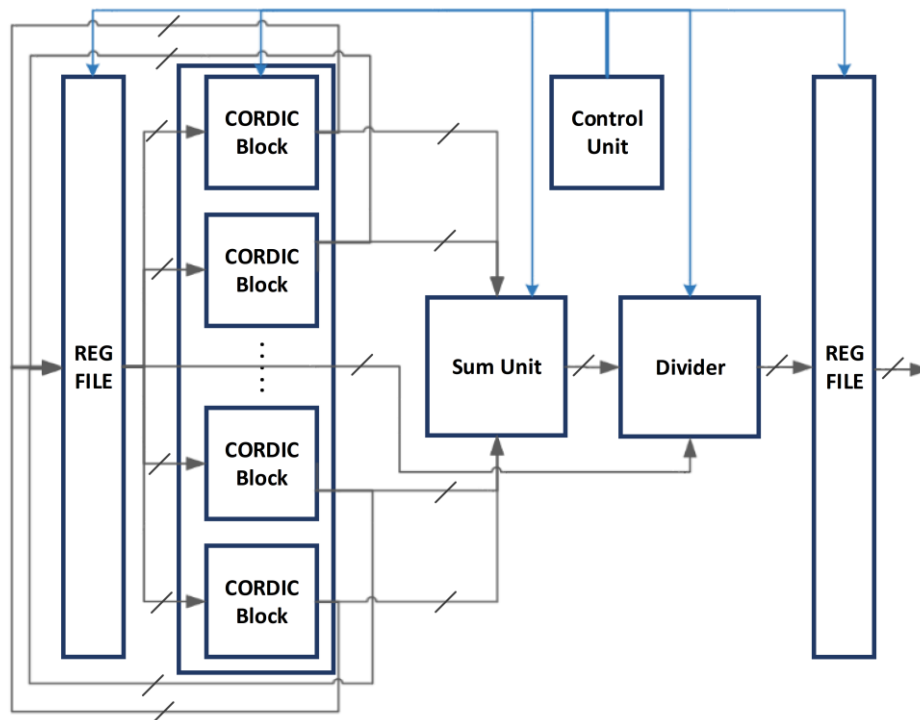 CORDIC
Block
Control
Unit
CORDIC
Block
REG
FILE
Sum Unit
Divider
REG
FILE
CORDIC
Block
CORDIC
Block